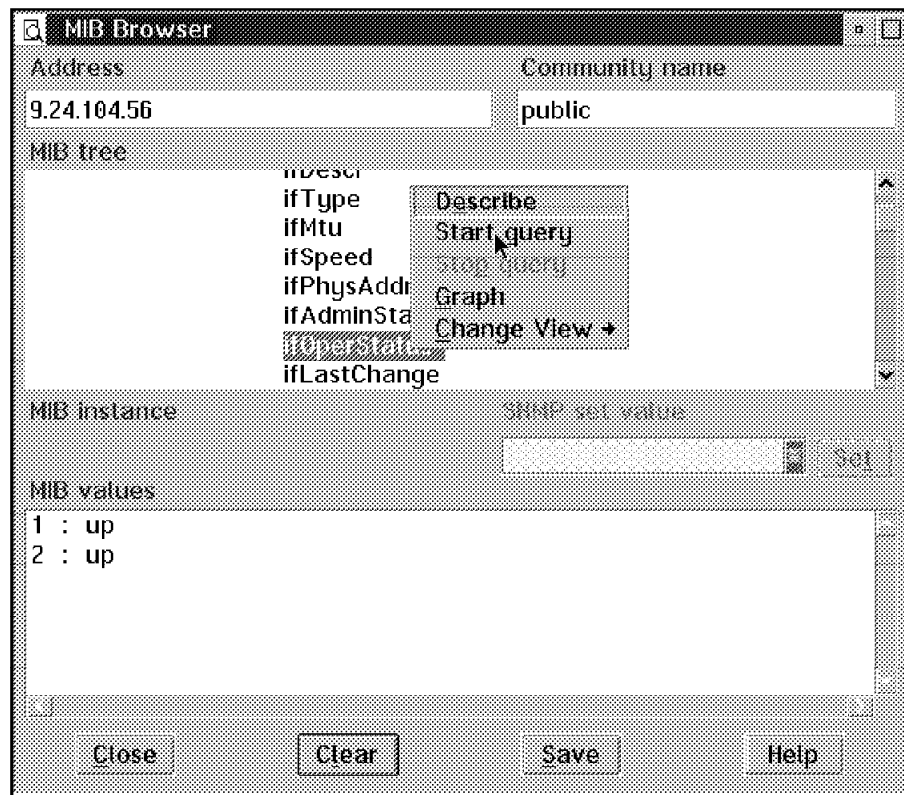 MIB Browser
Address Community name
9.24.104.56 public
MIB tree
ifDescr
ifType Describe
ifMtu Start query
ifSpeed Stop query
ifPhysAddr Graph
ifAdminSta Change View
ifOperStat
ifLastChange
MIB instance SNMP set value
Set
MIB values
1 : up
2 : up
Close Clear Save Help